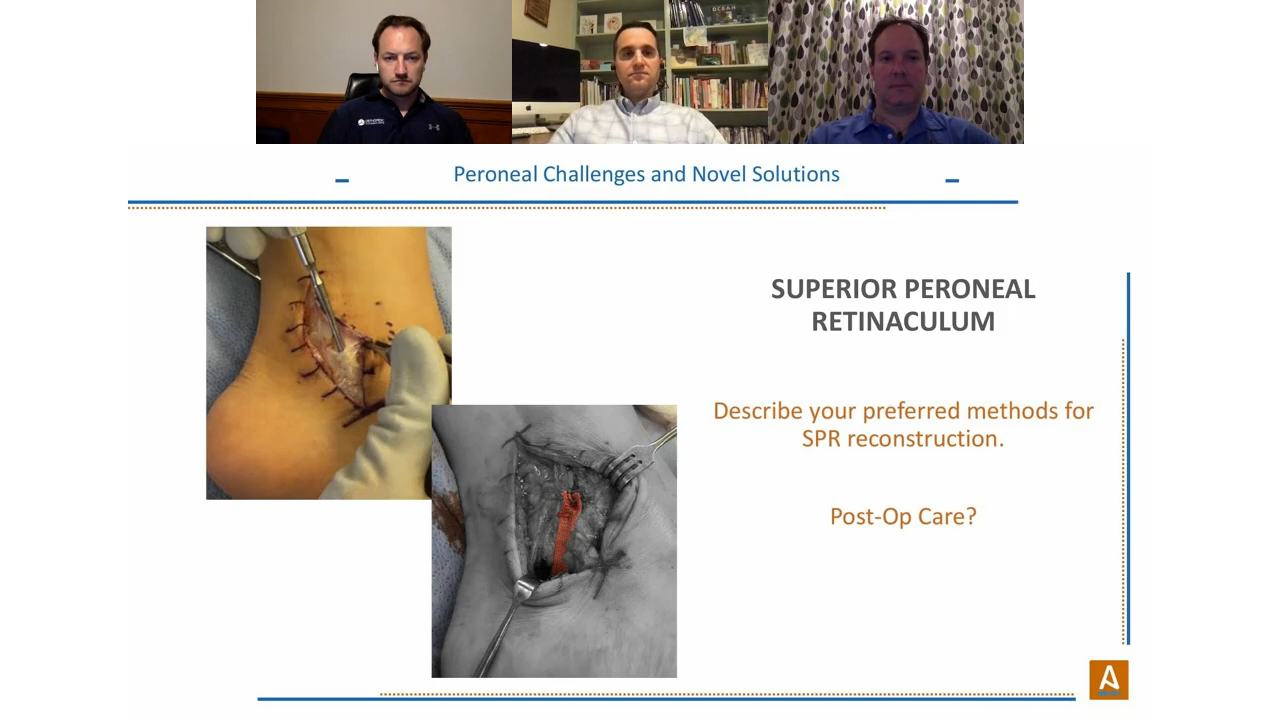 Peroneal Challenges and Novel Solutions
SUPERIOR PERONEAL
RETINACULUM
Describe your preferred methods for
SPR reconstruction.
Post-Op Care?
A